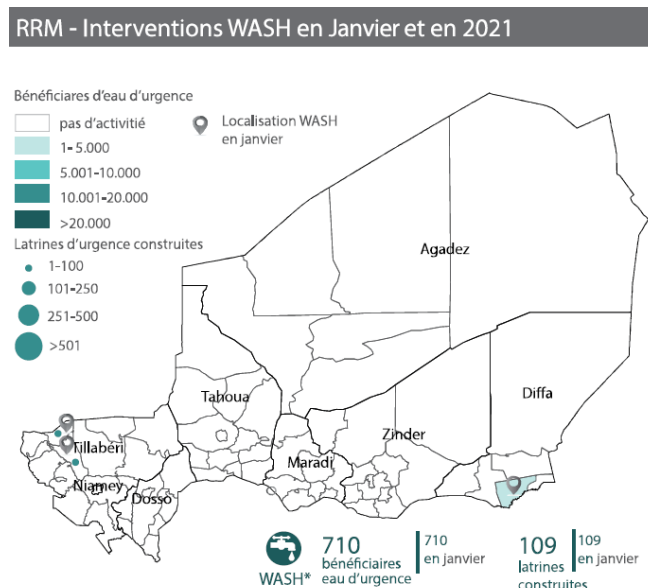 RRM - Interventions WASH en Janvier et en 2021
Bénéficiares d'eau d'urgence
pas d'activitié
1-5.000
5.001-10.000
10.001-20.000
>20.000
Localisation WASH
en janvier
Latrines d'urgence construites
1-100
101-250
251-500
>501
Agadez
Diffa
Tahoua
Zinder
Maradi
Tillabéri
Niamey
Dosso
WASH*
710
bénéficiaires
eau d'urgence
710
en janvier
109
latrines
construites
109
en janvier